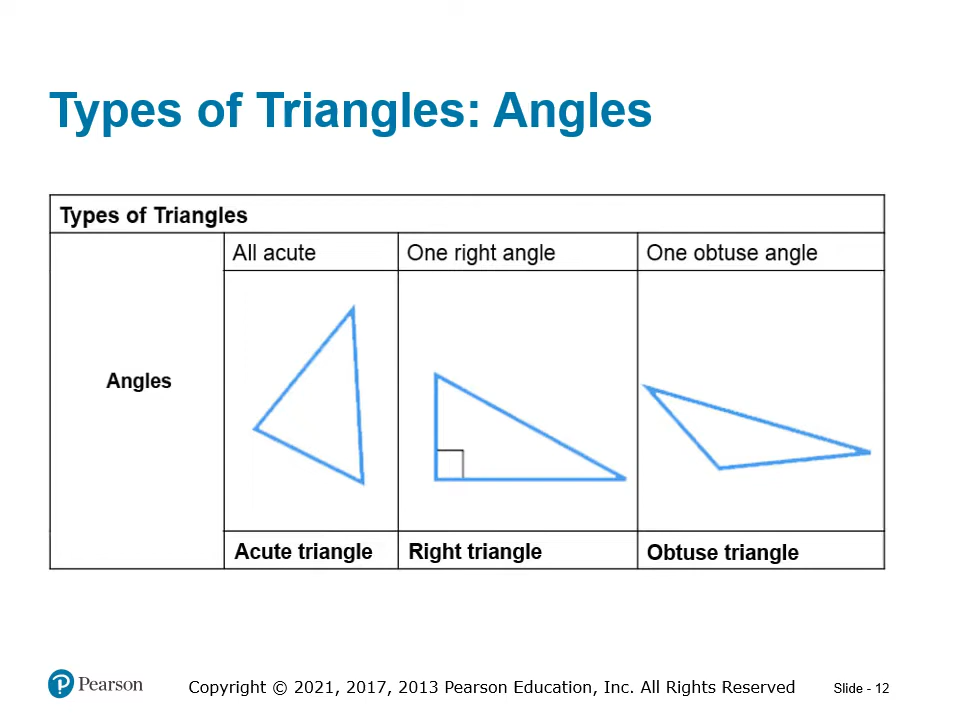 Types of Triangles: Angles
Types of Triangles
All acute
One right angle
One obtuse angle
Angles
Acute triangle
Right triangle
Obtuse triangle
Pearson
Copyright © 2021, 2017, 2013 Pearson Education, Inc. All Rights Reserved
Slide - 12